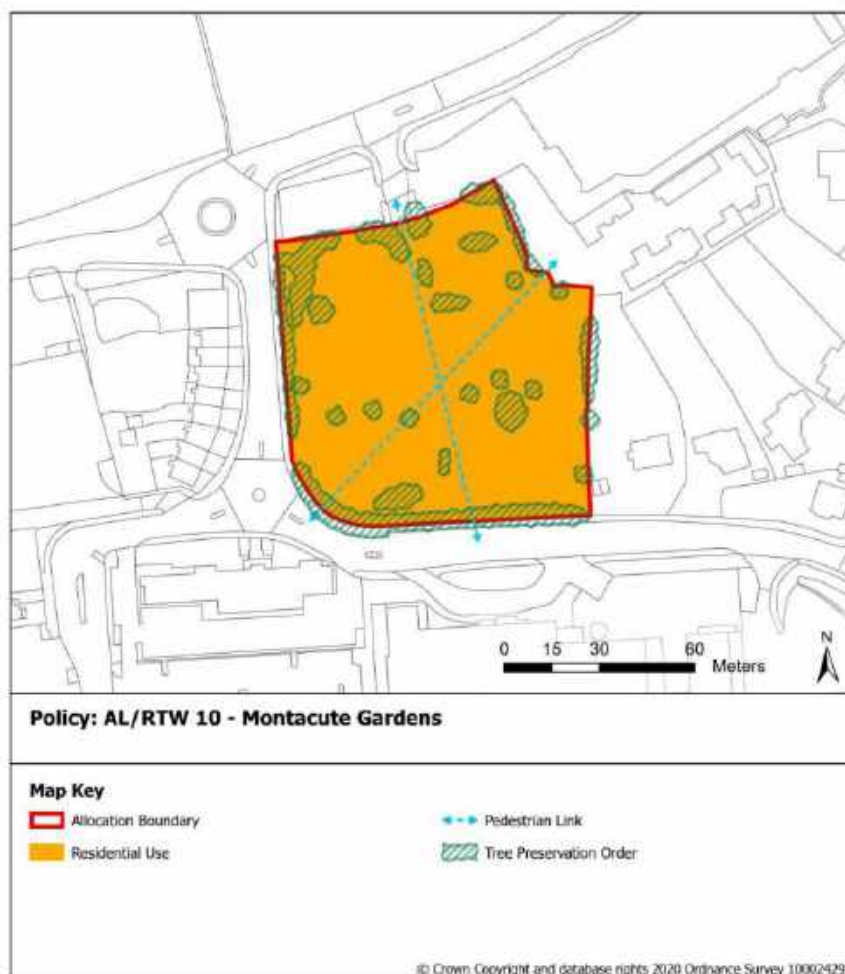 0 15 30 60
Meters
N
Policy: AL/RTW 10 - Montacute Gardens
Map Key
Allocation Boundary
Pedestrian Link
Residential Use
Tree Preservation Order
© Crown Copyright and database rights 2020 Ordnance Survey 10002429